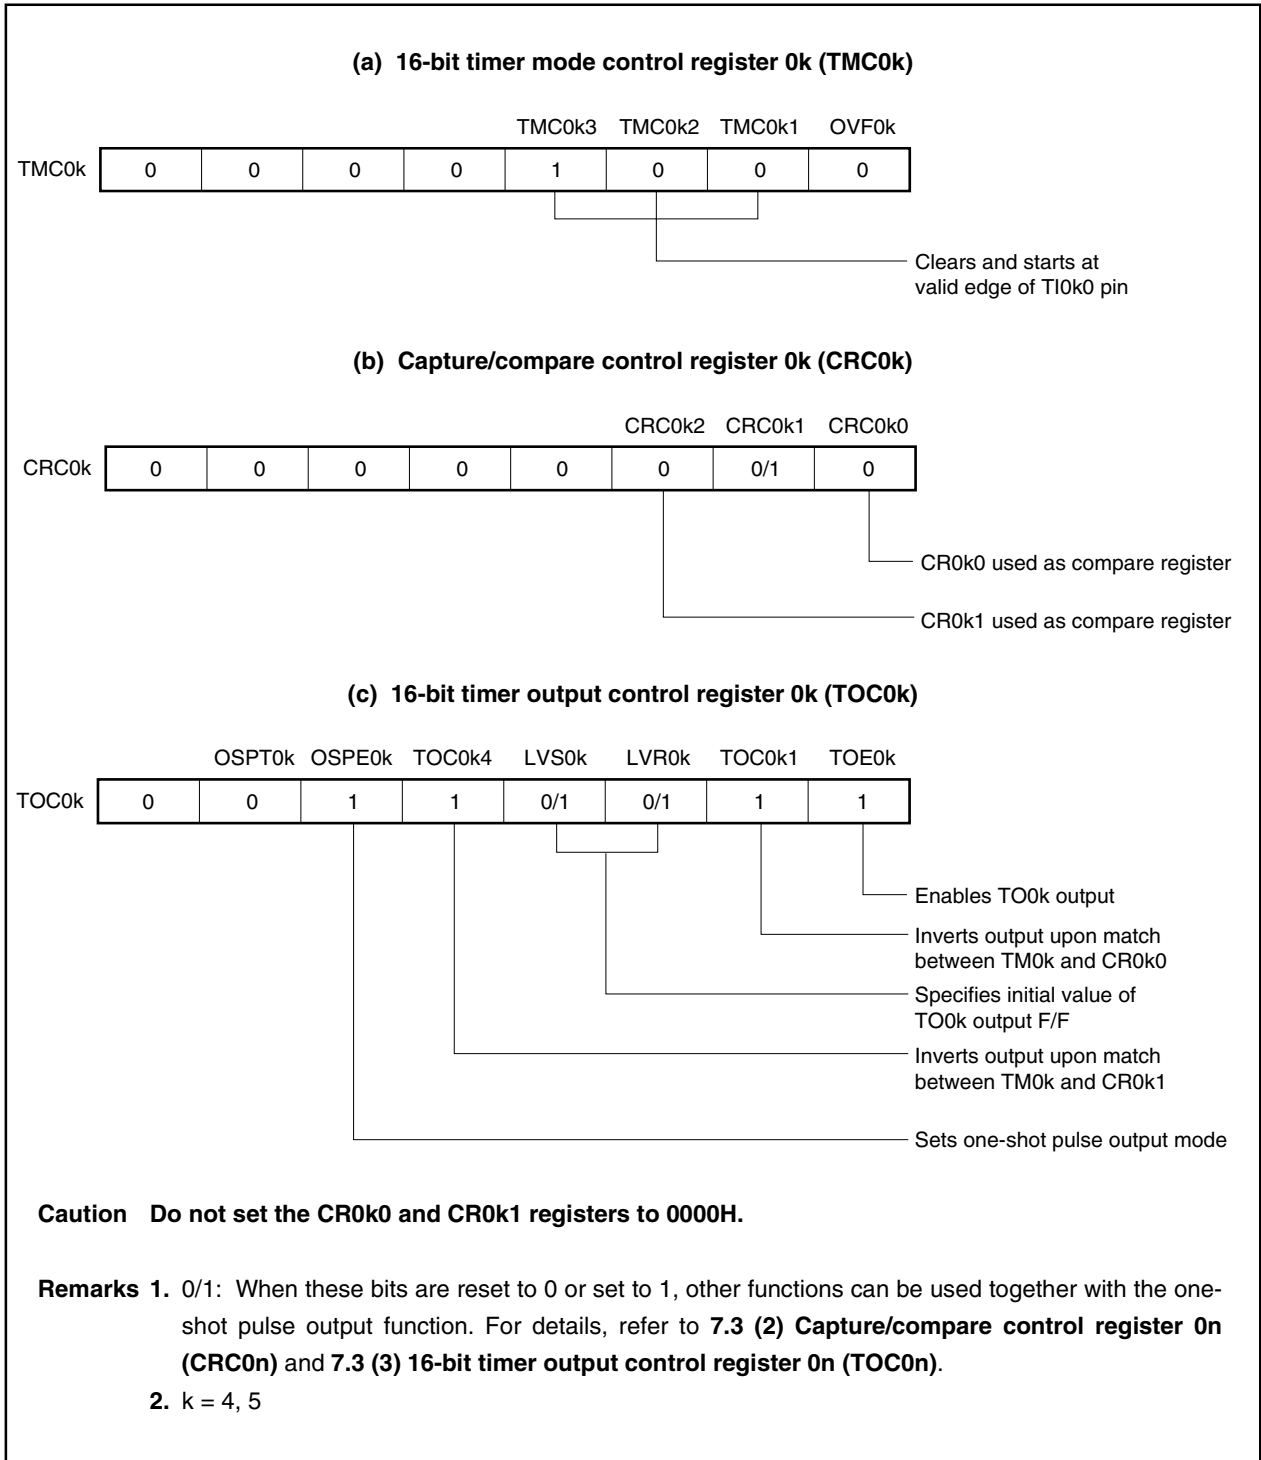 (a) 16-bit timer mode control register 0k (TMC0k)
TMC0k3 TMC0k2 TMC0k1 OVF0k
TMC0k 0 0 0 0 1 0 0 0
Clears and starts at
valid edge of TI0k0 pin
(b) Capture/compare control register 0k (CRC0k)
CRC0k2 CRC0k1 CRC0k0
CRC0k 0 0 0 0 0 0 0/1 0
CR0k0 used as compare register
CR0k1 used as compare register
(c) 16-bit timer output control register 0k (TOC0k)
OSPT0k OSPE0k TOC0k4 LVS0k LVR0k TOC0k1 TOE0k
TOC0k 0 0 1 1 0/1 0/1 1 1
Enables TO0k output
Inverts output upon match
between TM0k and CR0k0
Specifies initial value of
TO0k output F/F
Inverts output upon match
between TM0k and CR0k1
Sets one-shot pulse output mode
Caution Do not set the CR0k0 and CR0k1 registers to 0000H.
Remarks 1. 0/1: When these bits are reset to 0 or set to 1, other functions can be used together with the one-
shot pulse output function. For details, refer to 7.3 (2) Capture/compare control register 0n
(CRC0n) and 7.3 (3) 16-bit timer output control register 0n (TOC0n).
2. k = 4, 5